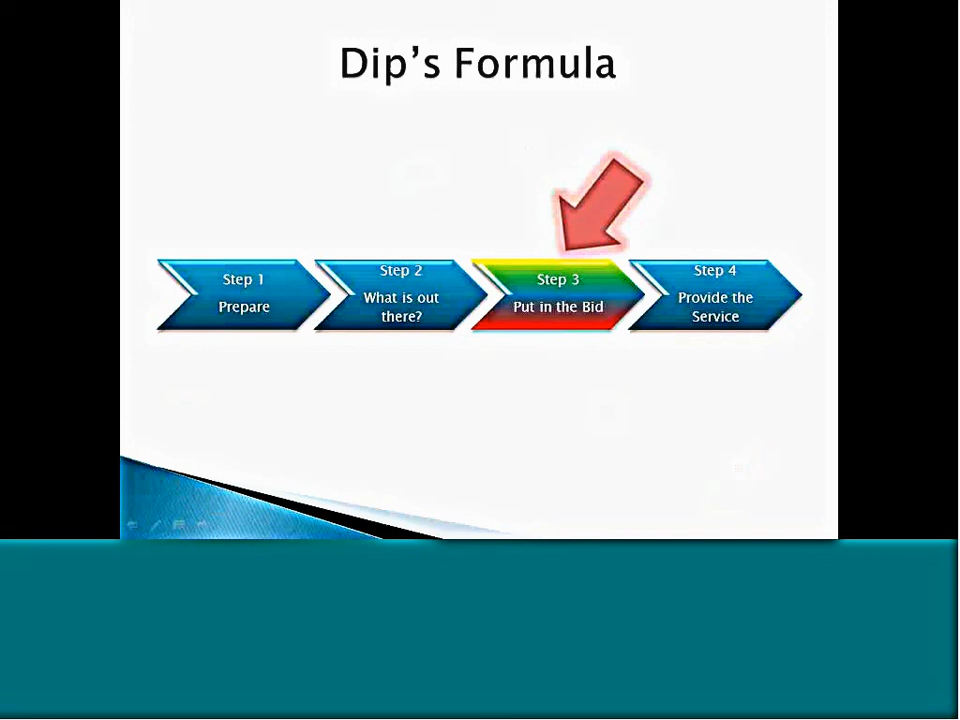 Dip's Formula
Step 1
Prepare
Step 2
What is out
there?
Step 3
Put in the Bid
Step 4
Provide the
Service